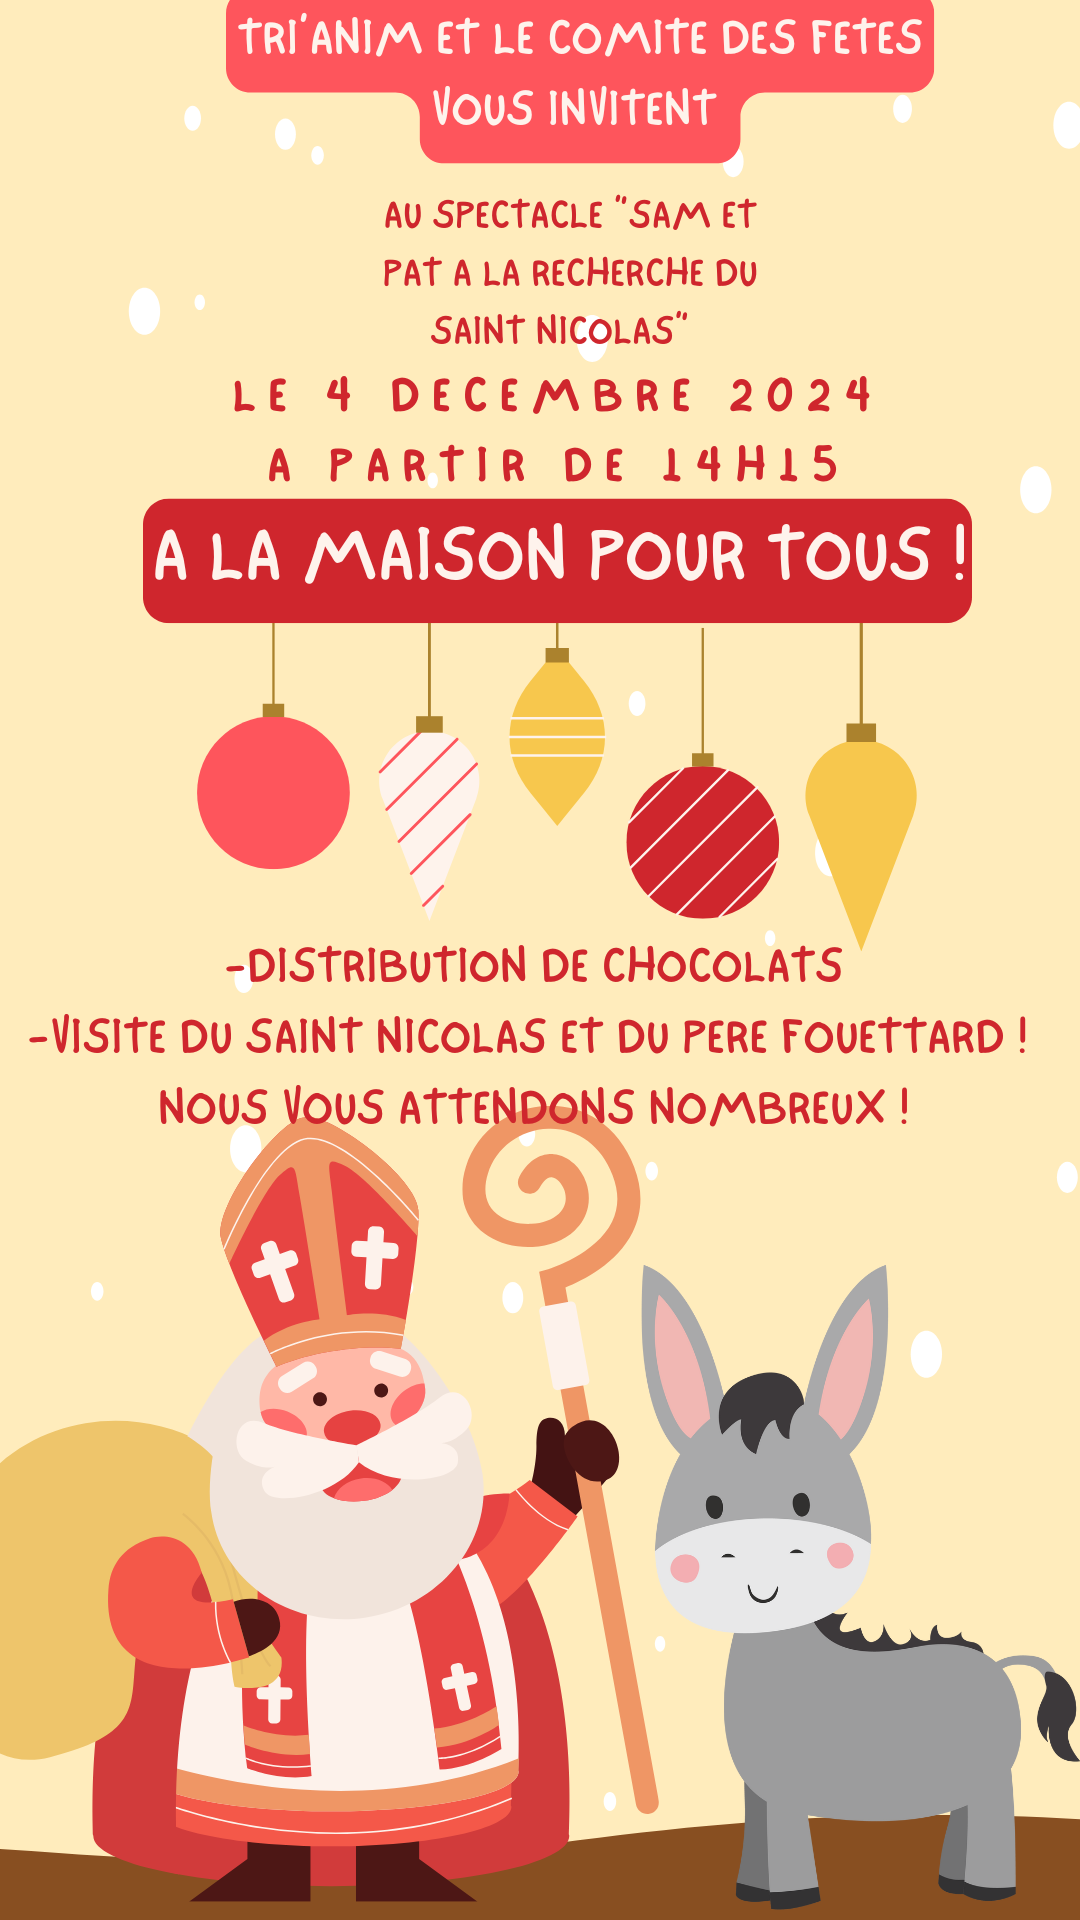 TRI'ANIM ET LE COMITE DES FETES
VOUS INVITENT
AU SPECTACLE "SAM ET
PAT A LA RECHERCHE DU
SAINT NICOLAS"
LE 4 DECEMBRE 2024
A PARTIR DE 14H15
A LA MAISON POUR TOUS !
-DISTRIBUTION DE CHOCOLATS
-VISITE DU SAINT NICOLAS ET DU PERE FOUETTARD !
NOUS VOUS ATTENDONS NOMBREUX !